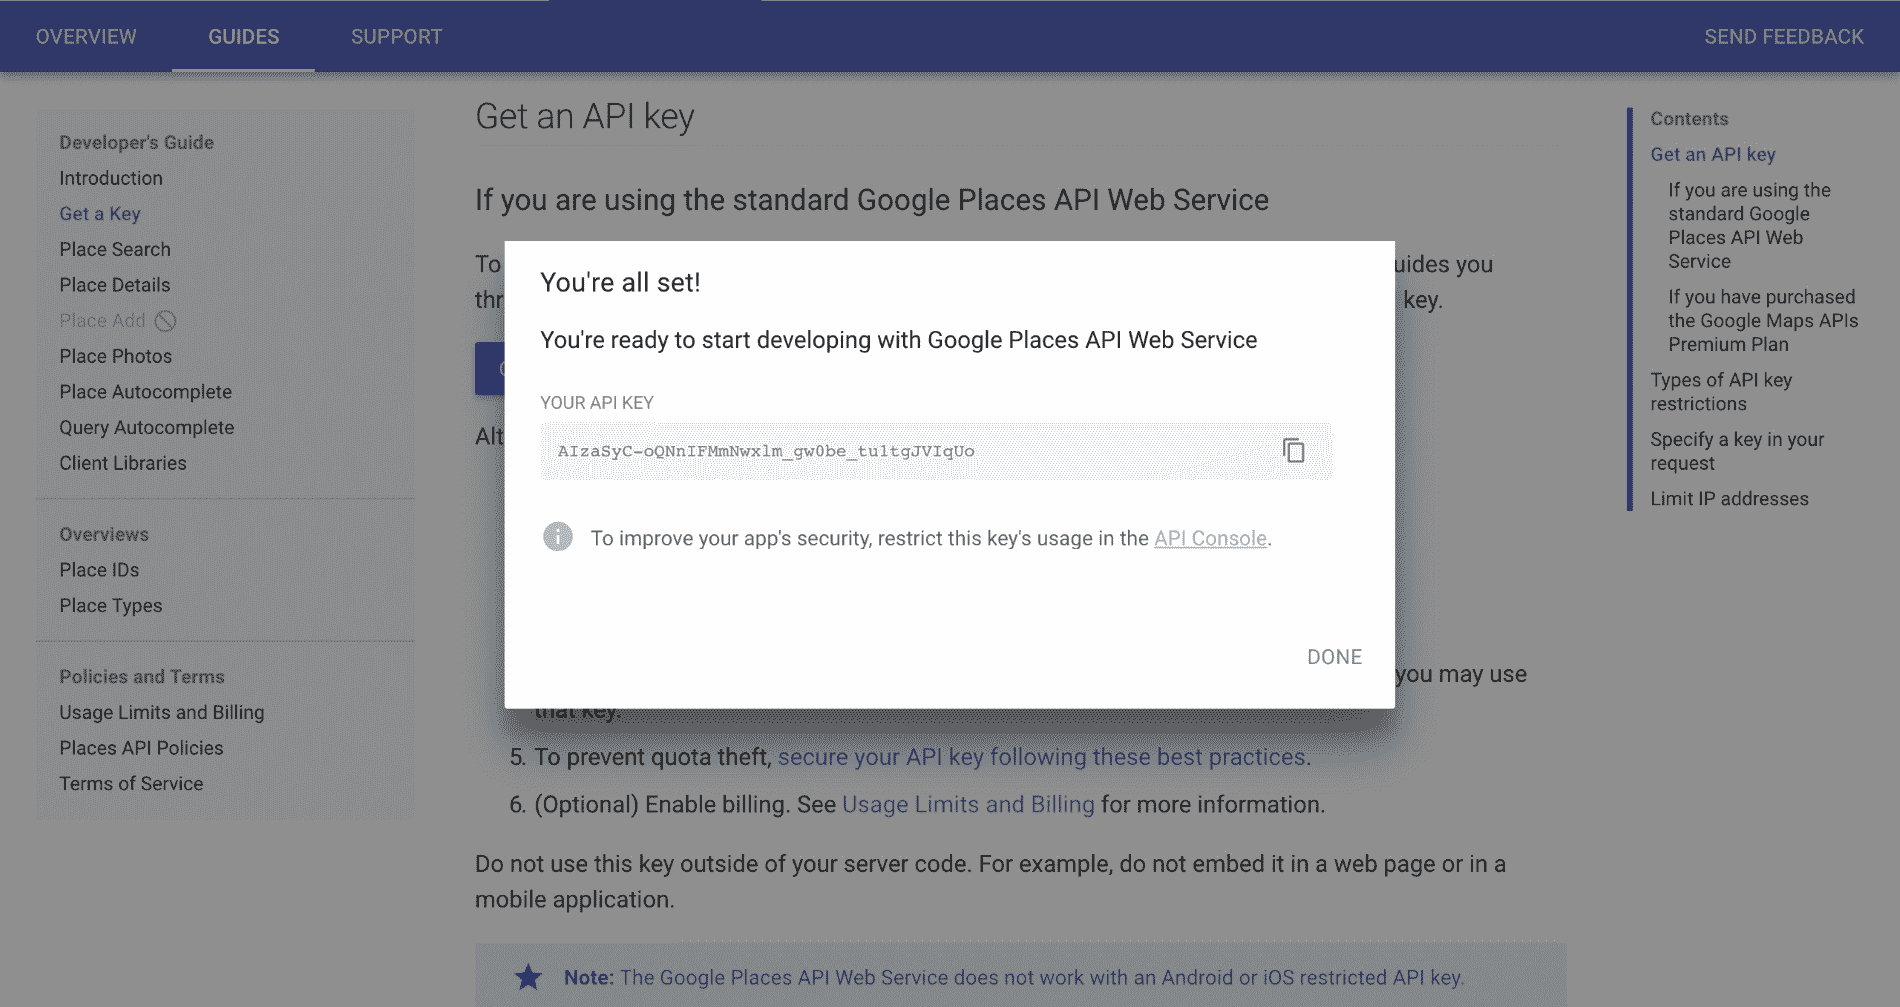 OVERVIEW
GUIDES
SUPPORT
SEND FEEDBACK
Developer's Guide
Introduction
Get a Key
Place Search
Place Details
Place Add
Place Photos
Place Autocomplete
Query Autocomplete
Client Libraries
Overviews
Place IDs
Place Types
Policies and Terms
Usage Limits and Billing
Places API Policies
Terms of Service
Get an API key
If you are using the standard Google Places API Web Service
To
uides you
thr
key.
Alt
You're all set!
You're ready to start developing with Google Places API Web Service
YOUR API KEY
AIzaSyC-oQNnIFMmNwxlm_gw0be_tu1tgJVIqUo
To improve your app's security, restrict this key's usage in the API Console.
DONE
you may use
that key.
5. To prevent quota theft, secure your API key following these best practices.
6. (Optional) Enable billing. See Usage Limits and Billing for more information.
Do not use this key outside of your server code. For example, do not embed it in a web page or in a
mobile application.
Note: The Google Places API Web Service does not work with an Android or iOS restricted API key.
Contents
Get an API key
If you are using the
standard Google
Places API Web
Service
If you have purchased
the Google Maps APIs
Premium Plan
Types of API key
restrictions
Specify a key in your
request
Limit IP addresses